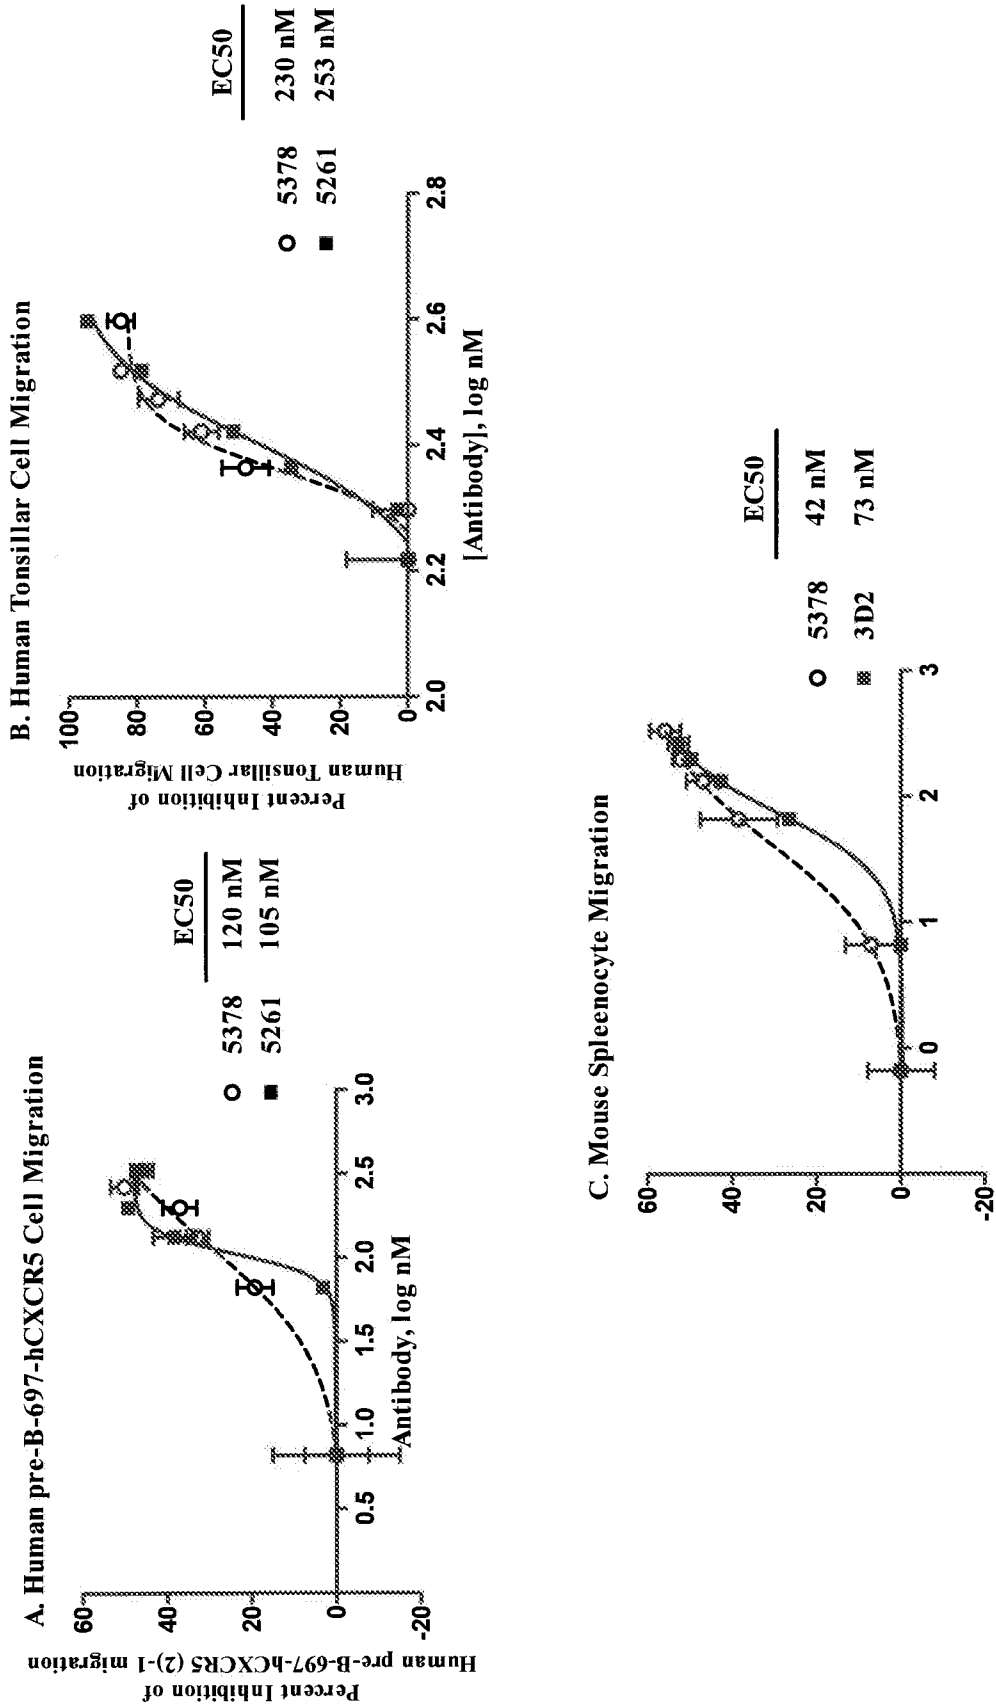 A. Human pre-B-697-hCXCR5 Cell Migration
Percent Inhibition of
Human pre-B-697-hCXCR5 (2)-1 migration
60
40
20
0
-20
0.5
1.0
1.5
2.0
2.5
3.0
Antibody, log nM
EC50
5378 120 nM
5261 105 nM
B. Human Tonsillar Cell Migration
Percent Inhibition of
Human Tonsillar Cell Migration
100
80
60
40
20
0
2.0
2.2
2.4
2.6
2.8
[Antibody], log nM
EC50
5378 230 nM
5261 253 nM
C. Mouse Spleenocyte Migration
60
40
20
0
-20
0
1
2
3
EC50
5378 42 nM
3D2 73 nM